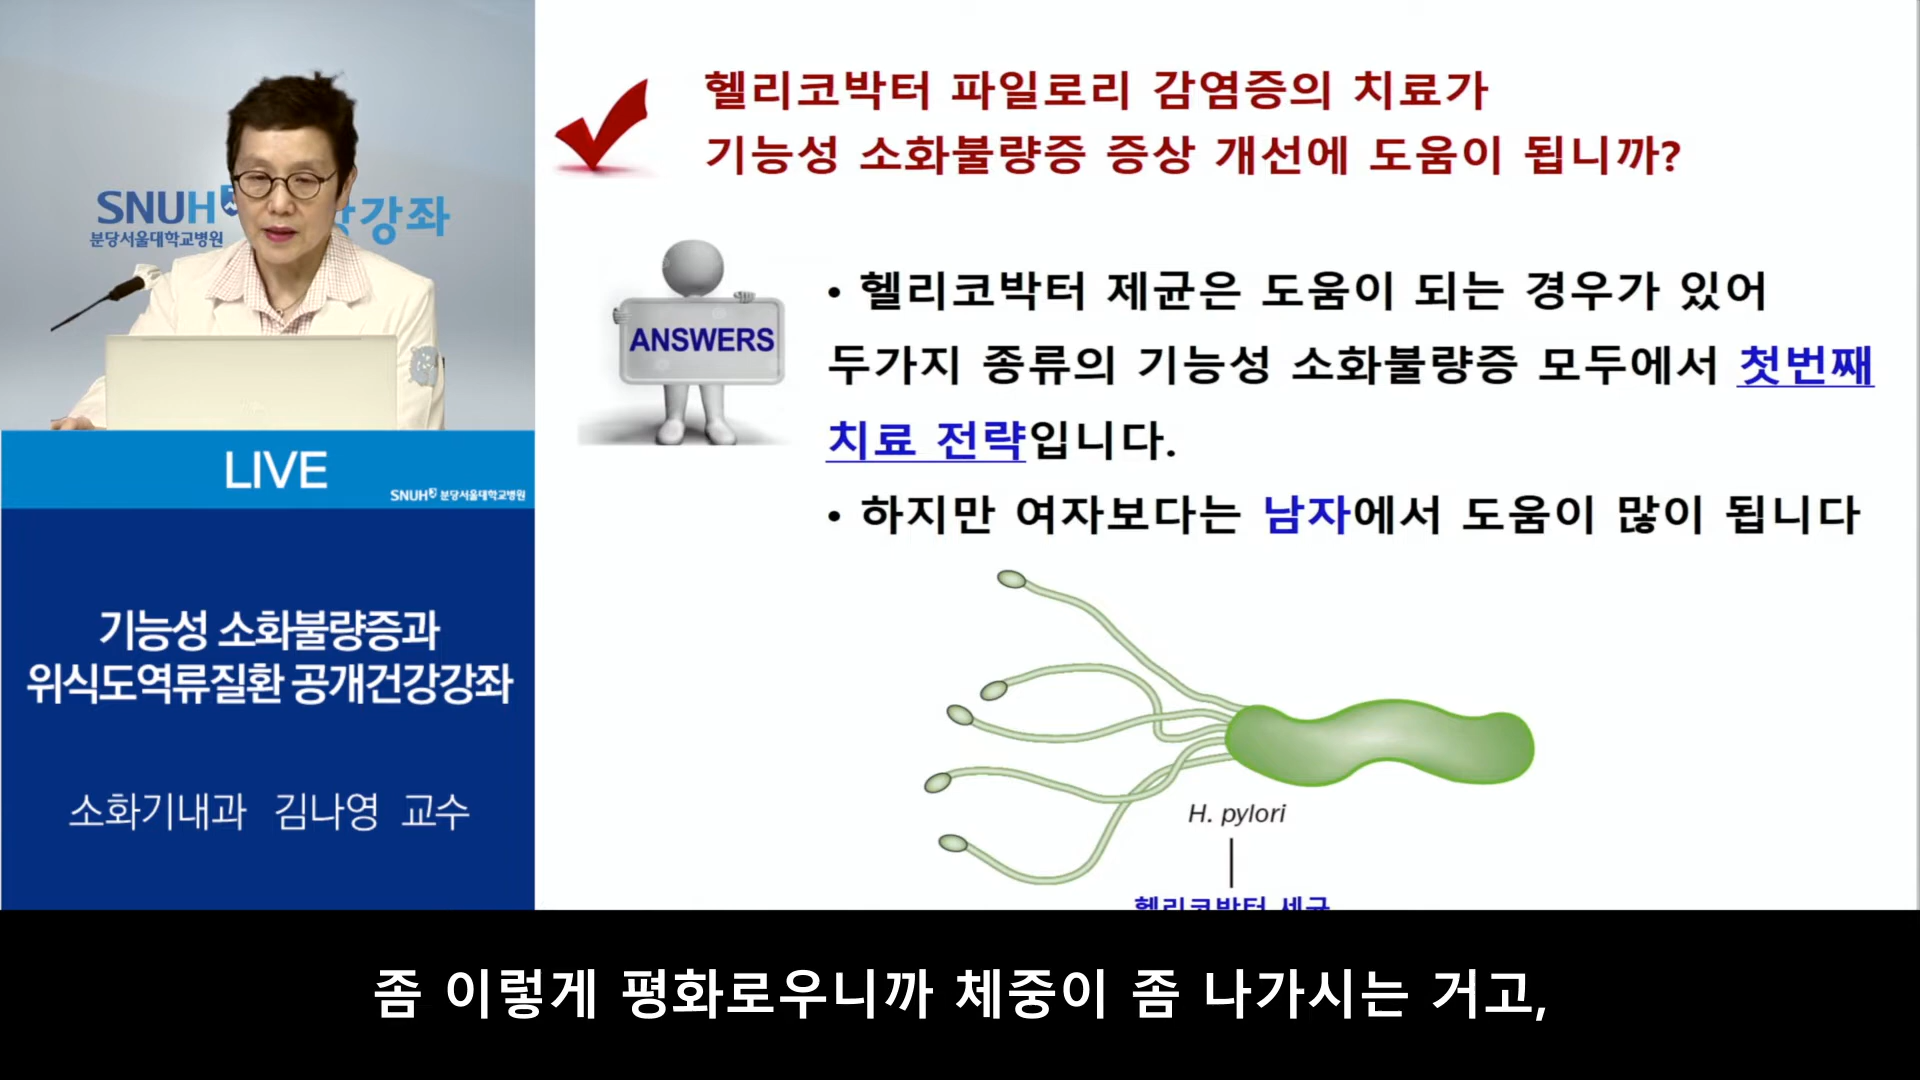 SNUH
분당서울대학교병원
강좌
LIVE
SNUH 분당서울대학교병원
기능성 소화불량증과
위식도역류질환 공개건강강좌
소화기내과 김나영 교수
헬리코박터 파일로리 감염증의 치료가
기능성 소화불량증 증상 개선에 도움이 됩니까?
ANSWERS
• 헬리코박터 제균은 도움이 되는 경우가 있어
두가지 종류의 기능성 소화불량증 모두에서 첫번째
치료 전략입니다.
• 하지만 여자보다는 남자에서 도움이 많이 됩니다
H. pylori
헬리코박터 세균
좀 이렇게 평화로우니까 체중이 좀 나가시는 거고,